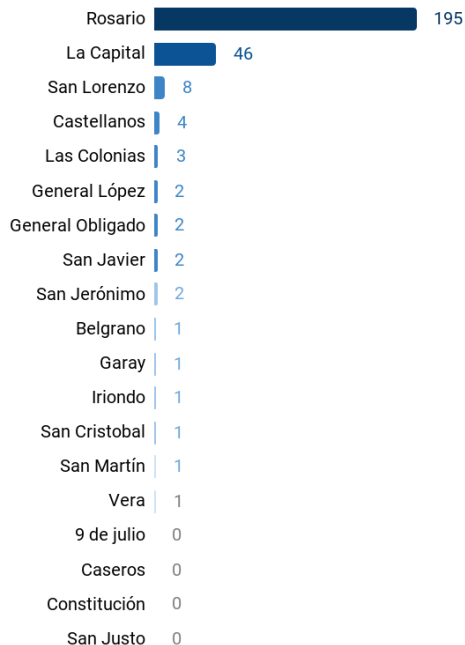 Rosario 195
La Capital 46
San Lorenzo 8
Castellanos 4
Las Colonias 3
General López 2
General Obligado 2
San Javier 2
San Jerónimo 2
Belgrano 1
Garay 1
Iriondo 1
San Cristobal 1
San Martín 1
Vera 1
9 de julio 0
Caseros 0
Constitución 0
San Justo 0